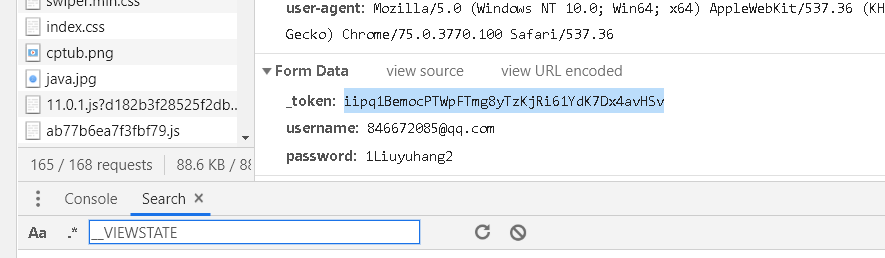 swiper.min.css
index.css
cptub.png
java.jpg
11.0.1.js?d182b3f28525f2db...
ab77b6ea7f3fbf79.js
165 / 168 requests
88.6 KB / 88
user-agent: Mozilla/5.0 (Windows NT 10.0; Win64; x64) AppleWebKit/537.36 (KH
Gecko) Chrome/75.0.3770.100 Safari/537.36
Form Data view source view URL encoded
_token: iipq1BemocPTWpFTmg8yTzKjRi61YdK7Dx4avHSv
username: 846672085@qq.com
password: 1Liuyuhang2
Console Search ×
Aa .* __VIEWSTATE